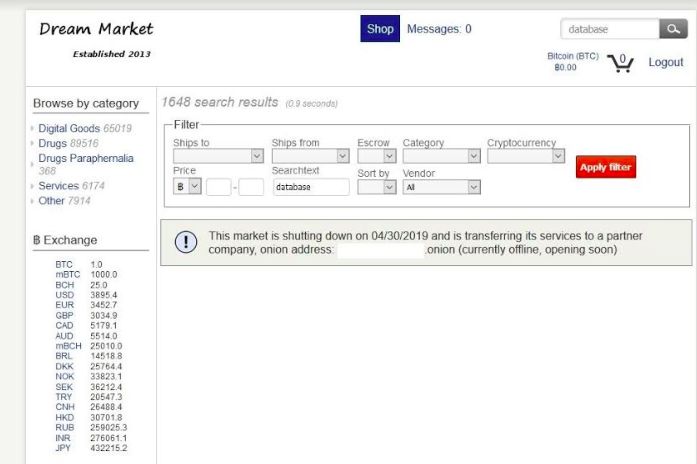 Dream Market
Established 2013
Shop Messages: 0
database
Bitcoin (BTC)
฿0.00
0
Logout
Browse by category
Digital Goods 65019
Drugs 89516
Drugs Paraphernalia
368
Services 6174
Other 7914
1648 search results (0.9 seconds)
Filter
Ships to Ships from Escrow Category Cryptocurrency
Price Searchtext Sort by Vendor
฿ - database All
Apply filter
This market is shutting down on 04/30/2019 and is transferring its services to a partner
company, onion address: .onion (currently offline, opening soon)
฿ Exchange
BTC 1.0
mBTC 1000.0
BCH 25.0
USD 3895.4
EUR 3452.7
GBP 3034.9
CAD 5179.1
AUD 5514.0
mBCH 25010.0
BRL 14518.8
DKK 25764.4
NOK 33823.1
SEK 36212.4
TRY 20547.3
CNH 26488.4
HKD 30701.8
RUB 259025.3
INR 276061.1
JPY 432215.2